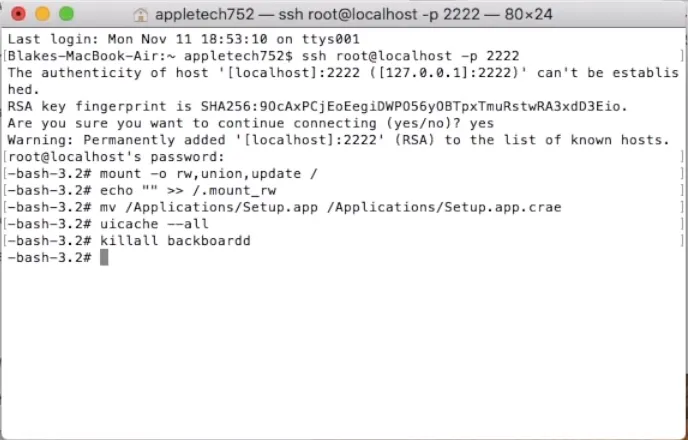 appletech752 — ssh root@localhost -p 2222 — 80×24
Last login: Mon Nov 11 18:53:10 on ttys001
[Blakes-MacBook-Air:~ appletech752$ ssh root@localhost -p 2222 ]
The authenticity of host '[localhost]:2222 ([127.0.0.1]:2222)' can't be establis
hed.
RSA key fingerprint is SHA256:9OcAxPCjEoEegiDWPO56yOBTpxTmuRstwRA3xdD3Eio.
Are you sure you want to continue connecting (yes/no)? yes
Warning: Permanently added '[localhost]:2222' (RSA) to the list of known hosts.
[root@localhost's password: ]
[-bash-3.2# mount -o rw,union,update / ]
[-bash-3.2# echo "" >> /.mount_rw ]
[-bash-3.2# mv /Applications/Setup.app /Applications/Setup.app.crae ]
[-bash-3.2# uicache --all ]
[-bash-3.2# killall backboardd ]
-bash-3.2#